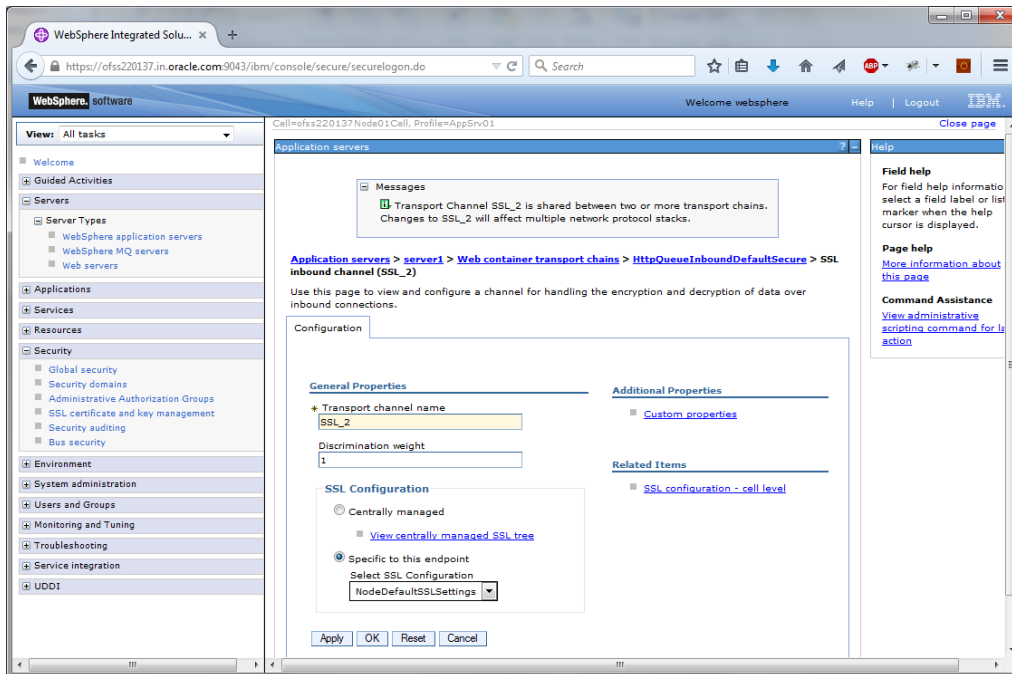 WebSphere Integrated Solu...
https://ofss220137.in.oracle.com:9043/ibm/console/secure/securelogon.do
Search
ABP
WebSphere. software
Welcome websphere
Help | Logout
IBM.
View: All tasks
Welcome
Guided Activities
Servers
Server Types
WebSphere application servers
WebSphere MQ servers
Web servers
Applications
Services
Resources
Security
Global security
Security domains
Administrative Authorization Groups
SSL certificate and key management
Security auditing
Bus security
Environment
System administration
Users and Groups
Monitoring and Tuning
Troubleshooting
Service integration
UDDI
Cell=ofss220137Node01Cell, Profile=AppSrv01
Close page
Application servers
? –
Messages
Transport Channel SSL_2 is shared between two or more transport chains.
Changes to SSL_2 will affect multiple network protocol stacks.
Application servers > server1 > Web container transport chains > HttpQueueInboundDefaultSecure > SSL
inbound channel (SSL_2)
Use this page to view and configure a channel for handling the encryption and decryption of data over
inbound connections.
Configuration
General Properties
* Transport channel name
SSL_2
Discrimination weight
1
SSL Configuration
Centrally managed
View centrally managed SSL tree
Specific to this endpoint
Select SSL Configuration
NodeDefaultSSLSettings
Apply OK Reset Cancel
Additional Properties
Custom properties
Related Items
SSL configuration - cell level
Help
Field help
For field help informatio
select a field label or list
marker when the help
cursor is displayed.
Page help
More information about
this page
Command Assistance
View administrative
scripting command for la
action